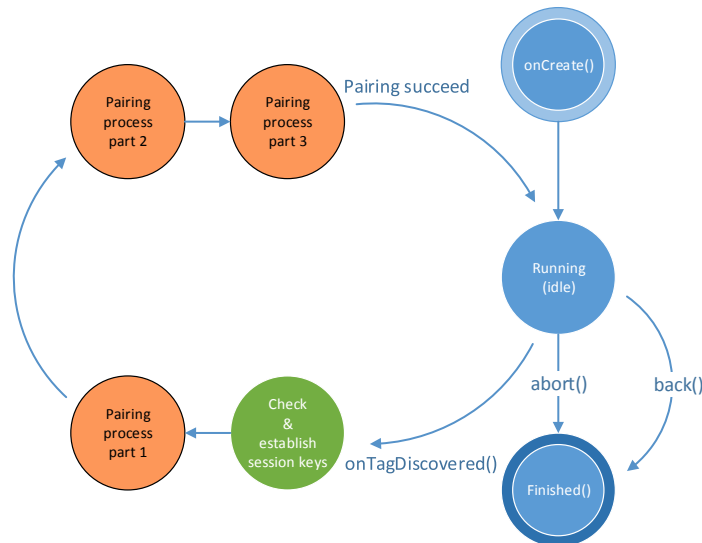 onCreate()
Pairing succeed
Pairing
process
part 2
Pairing
process
part 3
Running
(idle)
abort()
back()
Check
&
establish
session keys
Pairing
process
part 1
onTagDiscovered()
Finished()